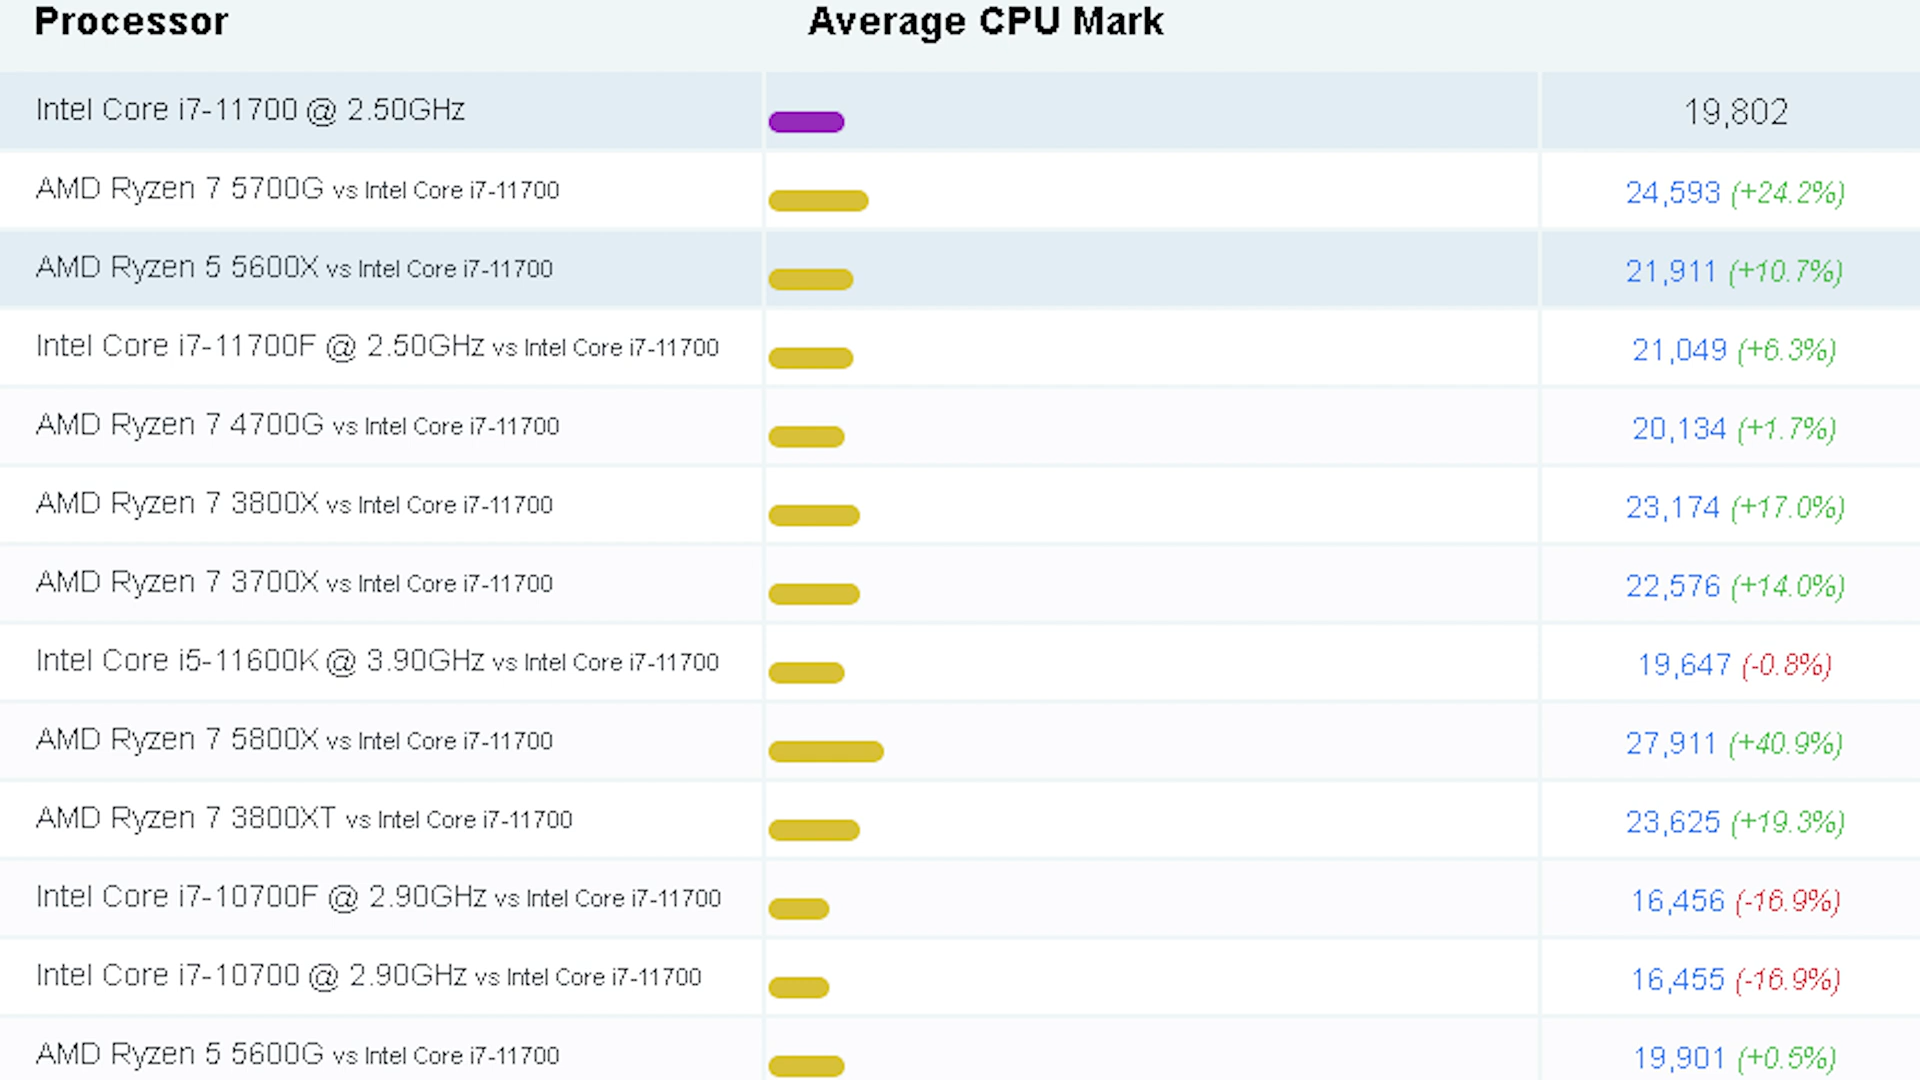 Processor Average CPU Mark
Intel Core i7-11700 @ 2.50GHz 19,802
AMD Ryzen 7 5700G vs Intel Core i7-11700 24,593 (+24.2%)
AMD Ryzen 5 5600X vs Intel Core i7-11700 21,911 (+10.7%)
Intel Core i7-11700F @ 2.50GHz vs Intel Core i7-11700 21,049 (+6.3%)
AMD Ryzen 7 4700G vs Intel Core i7-11700 20,134 (+1.7%)
AMD Ryzen 7 3800X vs Intel Core i7-11700 23,174 (+17.0%)
AMD Ryzen 7 3700X vs Intel Core i7-11700 22,576 (+14.0%)
Intel Core i5-11600K @ 3.90GHz vs Intel Core i7-11700 19,647 (-0.8%)
AMD Ryzen 7 5800X vs Intel Core i7-11700 27,911 (+40.9%)
AMD Ryzen 7 3800XT vs Intel Core i7-11700 23,625 (+19.3%)
Intel Core i7-10700F @ 2.90GHz vs Intel Core i7-11700 16,456 (-16.9%)
Intel Core i7-10700 @ 2.90GHz vs Intel Core i7-11700 16,455 (-16.9%)
AMD Ryzen 5 5600G vs Intel Core i7-11700 19,901 (+0.5%)